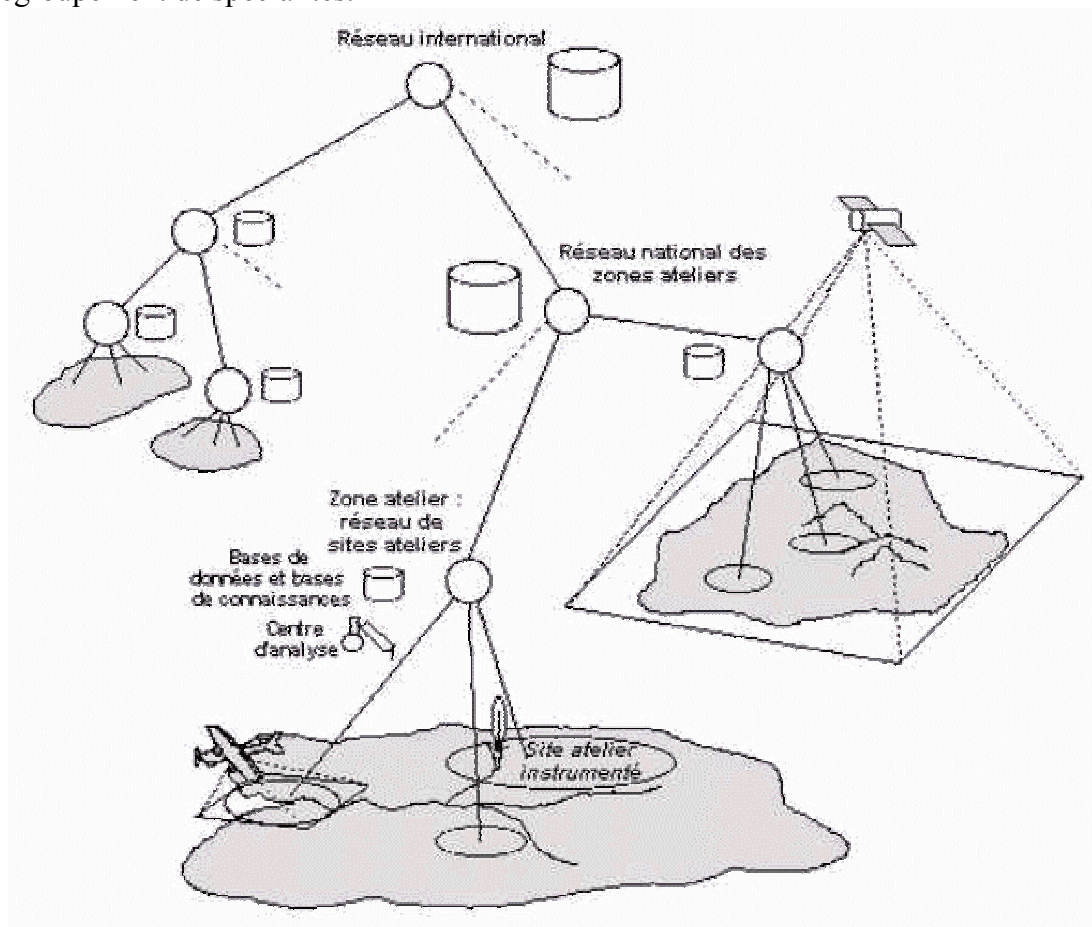 Réseau international
Réseau national des
zones ateliers
Zone atelier :
réseau de
sites ateliers
Bases de
données et bases
de connaissances
Centre
d'analyse
Site atelier
instrumenté